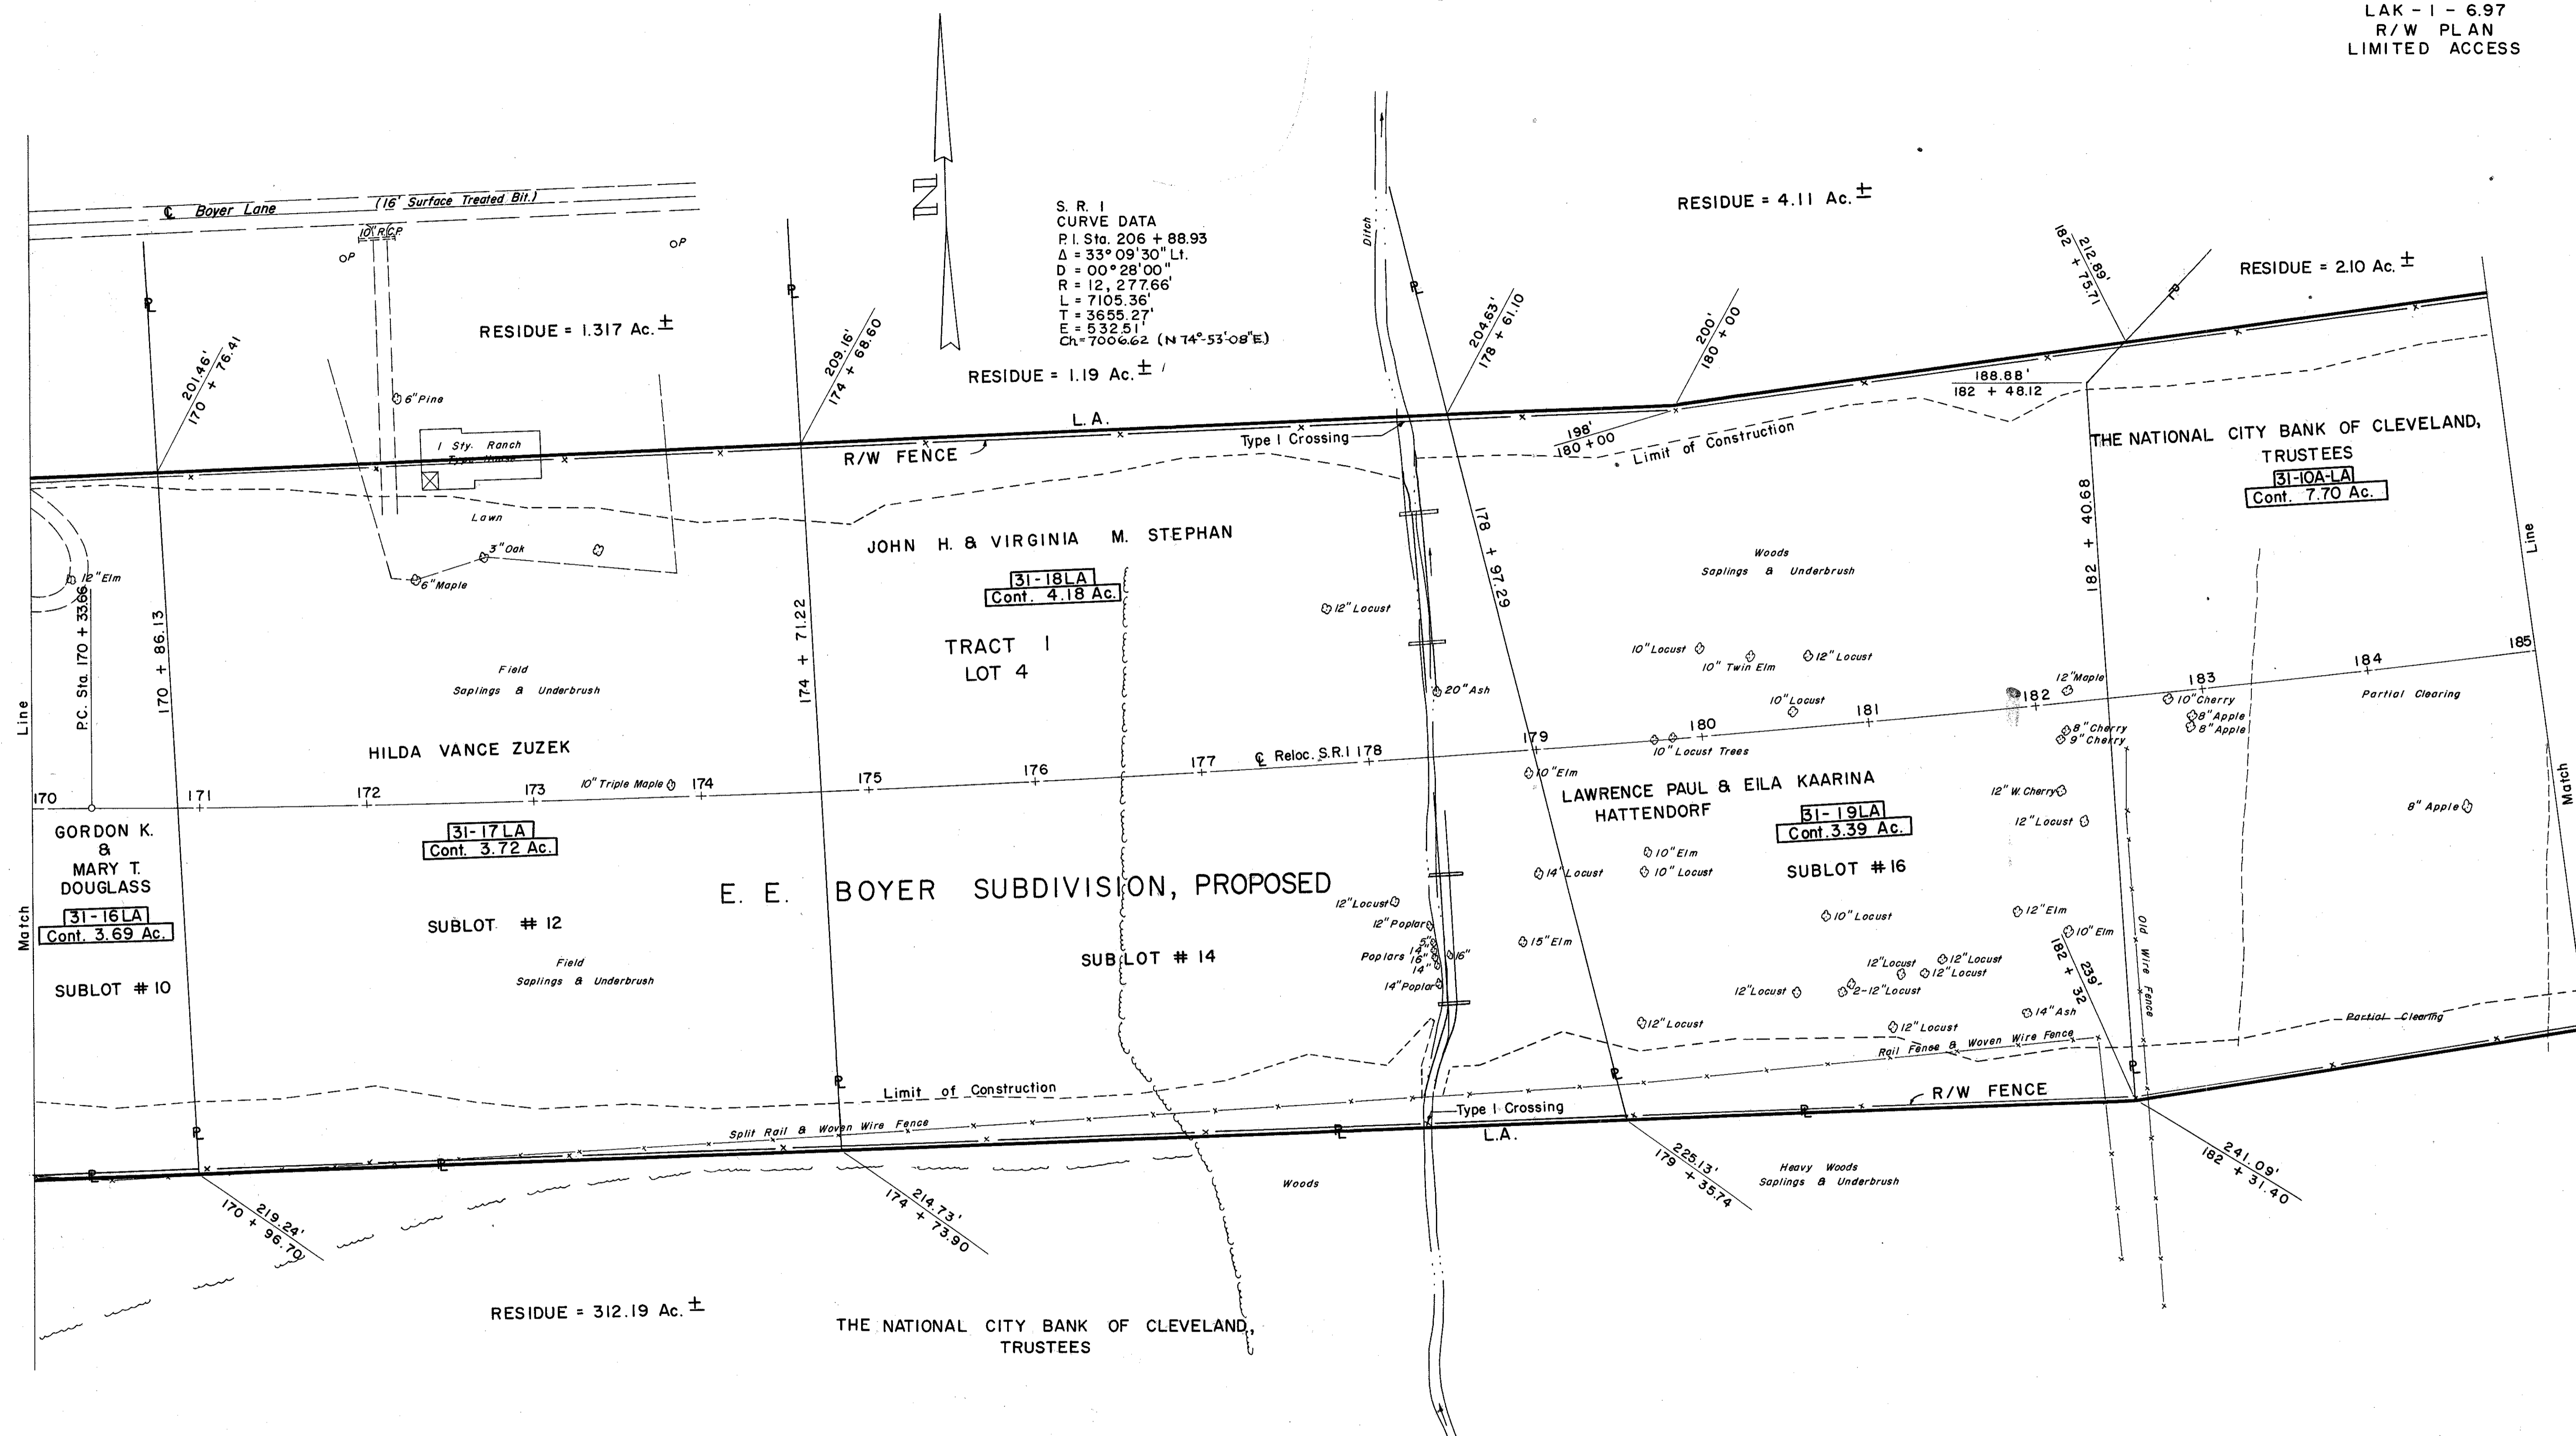 LAK - 1 - 6.97
R/W PLAN
LIMITED ACCESS
℄ Boyer Lane
(16' Surface Treated Bit.)
10" R.C.P.
OP
OP
N
S. R. 1
CURVE DATA
P.I. Sta. 206 + 88.93
Δ = 33° 09' 30" Lt.
D = 00° 28' 00"
R = 12, 277.66'
L = 7105.36'
T = 3655.27'
E = 532.51'
Ch = 7006.62 (N 74°-53'-08"E.)
Ditch
RESIDUE = 4.11 Ac. ±
RESIDUE = 2.10 Ac. ±
RESIDUE = 1.317 Ac. ±
RESIDUE = 1.19 Ac. ±
201.46'
170 + 76.41
209.16'
174 + 68.60
204.63'
178 + 61.10
200'
180 + 00
212.89'
182 + 75.71
188.88'
182 + 48.12
198'
180 + 00
6" Pine
1 Sty. Ranch
Type House
L.A.
R/W FENCE
Type 1 Crossing
Limit of Construction
THE NATIONAL CITY BANK OF CLEVELAND,
TRUSTEES
31-10A-LA
Cont. 7.70 Ac.
Lawn
3" Oak
6" Maple
12" Elm
JOHN H. & VIRGINIA M. STEPHAN
31-18LA
Cont. 4.18 Ac.
TRACT 1
LOT 4
12" Locust
20" Ash
Woods
Saplings & Underbrush
Line
Match
P.C. Sta. 170 + 33.66
170 + 86.13
174 + 71.22
178 + 97.29
182 + 40.68
Field
Saplings & Underbrush
HILDA VANCE ZUZEK
10" Triple Maple
10" Locust
10" Twin Elm
12" Locust
10" Locust
10" Locust Trees
12" Maple
10" Cherry
8" Apple
8" Apple
8" Cherry
9" Cherry
Partial Clearing
Line
Match
170
171
172
173
174
175
176
177
℄ Reloc. S.R.1
178
179
180
181
182
183
184
185
GORDON K.
&
MARY T.
DOUGLASS
31-16LA
Cont. 3.69 Ac.
SUBLOT # 10
31-17LA
Cont. 3.72 Ac.
SUBLOT # 12
Field
Saplings & Underbrush
E. E. BOYER SUBDIVISION, PROPOSED
SUBLOT # 14
12" Locust
12" Poplar
5"
14"
Poplars 16"
14"
16"
14" Poplar
10" Elm
LAWRENCE PAUL & EILA KAARINA
HATTENDORF
31-19LA
Cont. 3.39 Ac.
SUBLOT # 16
12" W. Cherry
12" Locust
8" Apple
10" Elm
14" Locust
10" Locust
15" Elm
10" Locust
12" Elm
10" Elm
12" Locust
12" Locust
12" Locust
12" Locust
2-12" Locust
14" Ash
12" Locust
12" Locust
239'
182 + 32
Old Wire Fence
Partial Clearing
Rail Fence & Woven Wire Fence
R/W FENCE
Limit of Construction
Split Rail & Woven Wire Fence
Type 1 Crossing
L.A.
219.24'
170 + 96.70
214.73'
174 + 73.90
225.13'
179 + 35.74
241.09'
182 + 31.40
Woods
Heavy Woods
Saplings & Underbrush
RESIDUE = 312.19 Ac. ±
THE NATIONAL CITY BANK OF CLEVELAND,
TRUSTEES